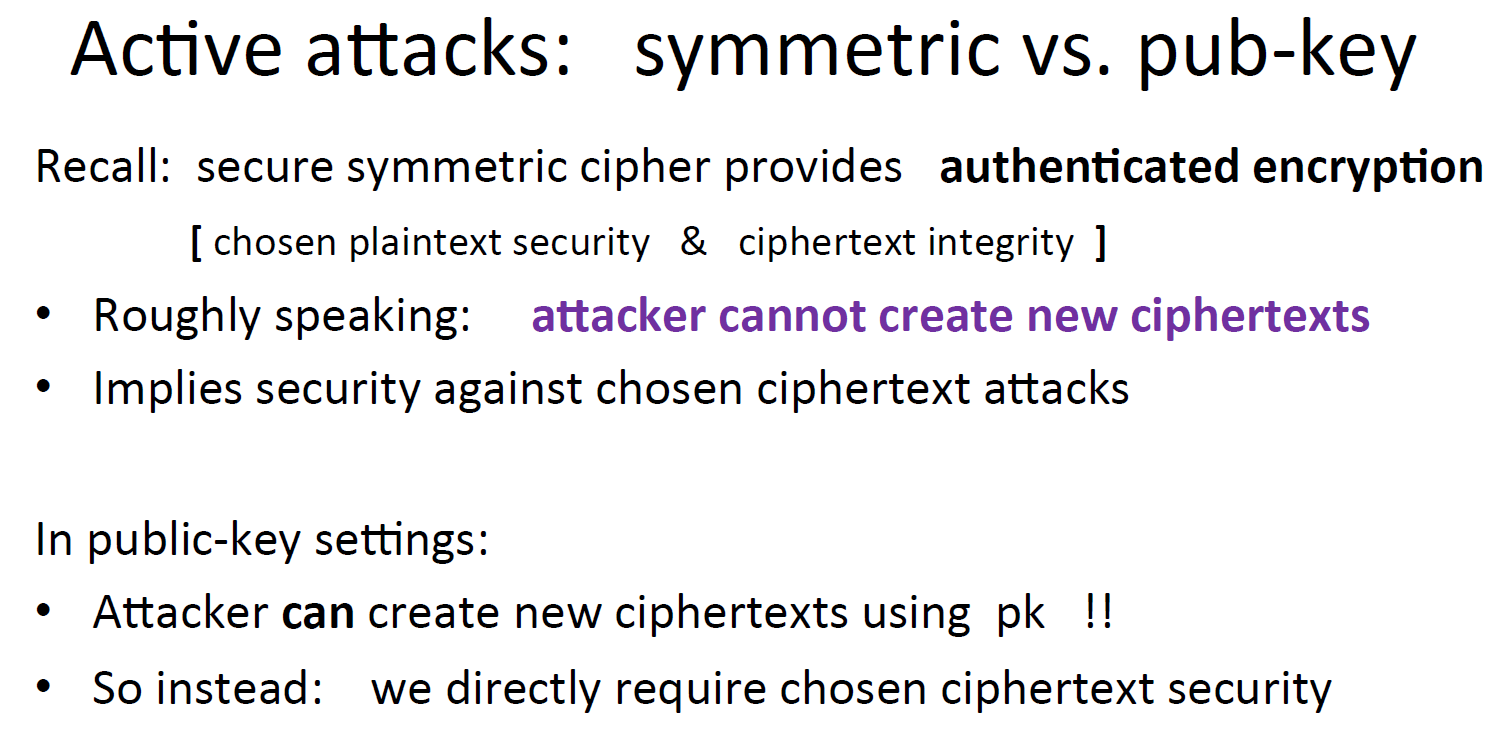 Active attacks: symmetric vs. pub-key
Recall: secure symmetric cipher provides authenticated encryption
[ chosen plaintext security & ciphertext integrity ]
• Roughly speaking: attacker cannot create new ciphertexts
• Implies security against chosen ciphertext attacks
In public-key settings:
• Attacker can create new ciphertexts using pk !!
• So instead: we directly require chosen ciphertext security